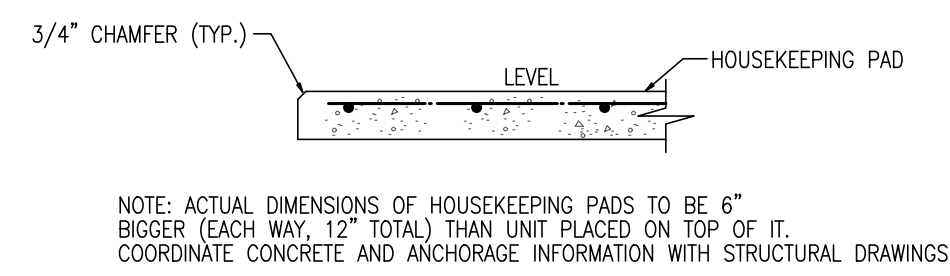 3/4” CHAMFER (TYP.)
HOUSEKEEPING PAD
LEVEL
NOTE: ACTUAL DIMENSIONS OF HOUSEKEEPING PADS TO BE 6”
BIGGER (EACH WAY, 12” TOTAL) THAN UNIT PLACED ON TOP OF IT.
COORDINATE CONCRETE AND ANCHORAGE INFORMATION WITH STRUCTURAL DRAWINGS